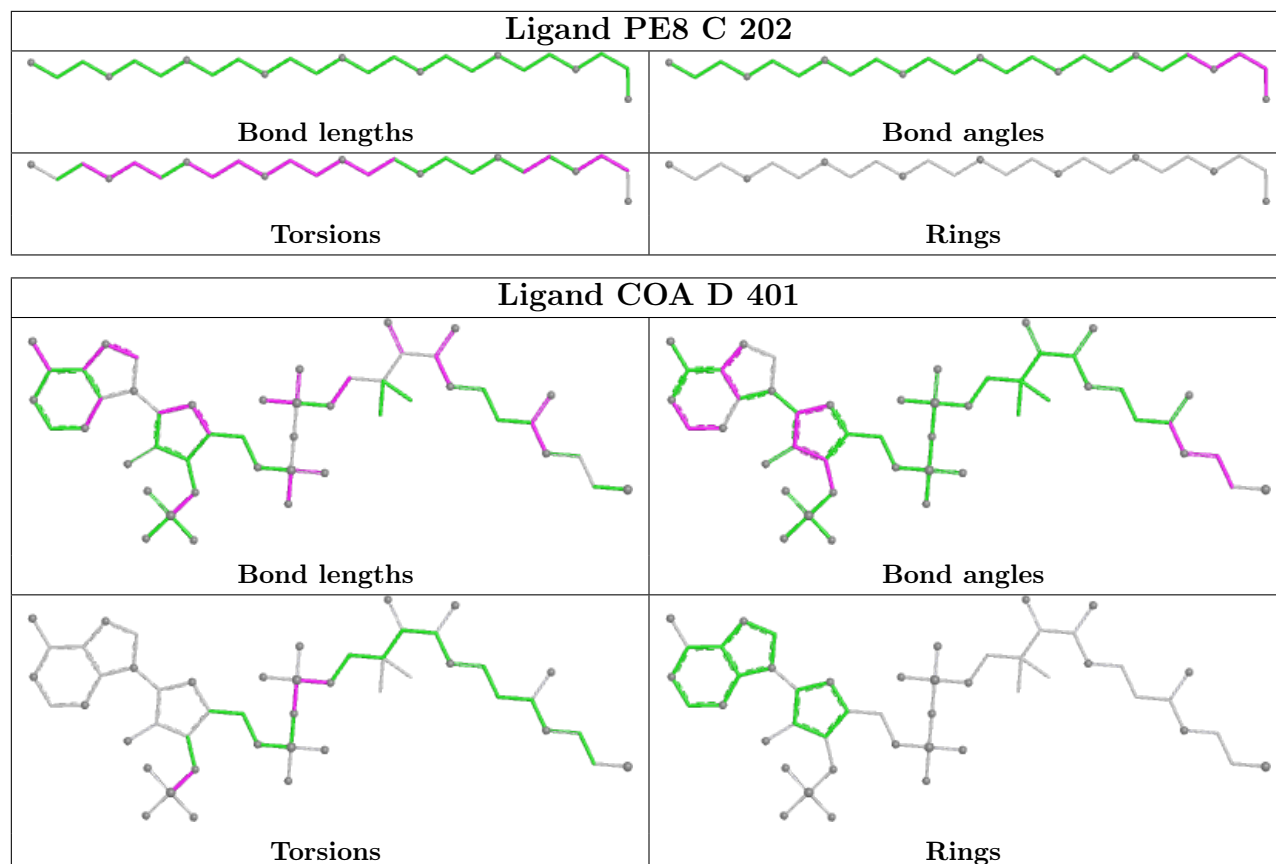 Ligand PE8 C 202
Bond lengths
Bond angles
Torsions
Rings
Ligand COA D 401
Bond lengths
Bond angles
Torsions
Rings